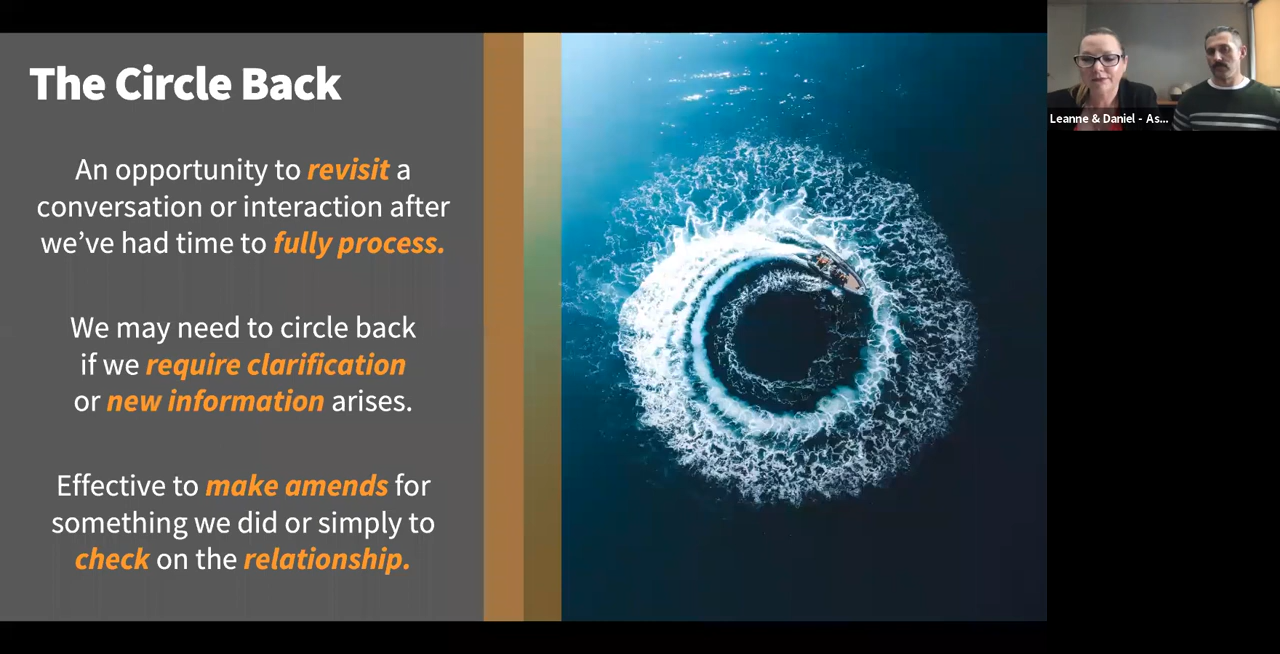 The Circle Back
An opportunity to revisit a
conversation or interaction after
we’ve had time to fully process.
We may need to circle back
if we require clarification
or new information arises.
Effective to make amends for
something we did or simply to
check on the relationship.
Leanne & Daniel - As...